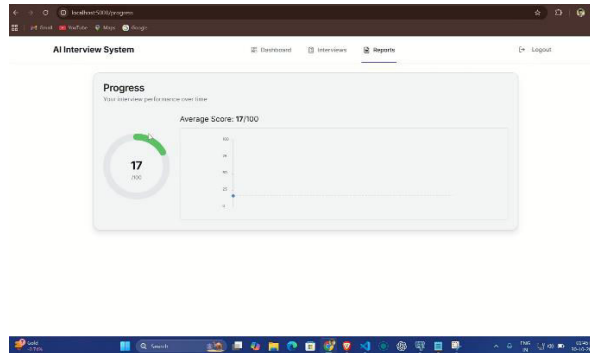 localhost:5000/progress
YouTube Maps Google
AI Interview System Dashboard Interviews Reports Logout
Progress
Your interview performance over time
Average Score: 17/100
17
/100
100
75
50
25
0
Gold
Search
ENG
IN